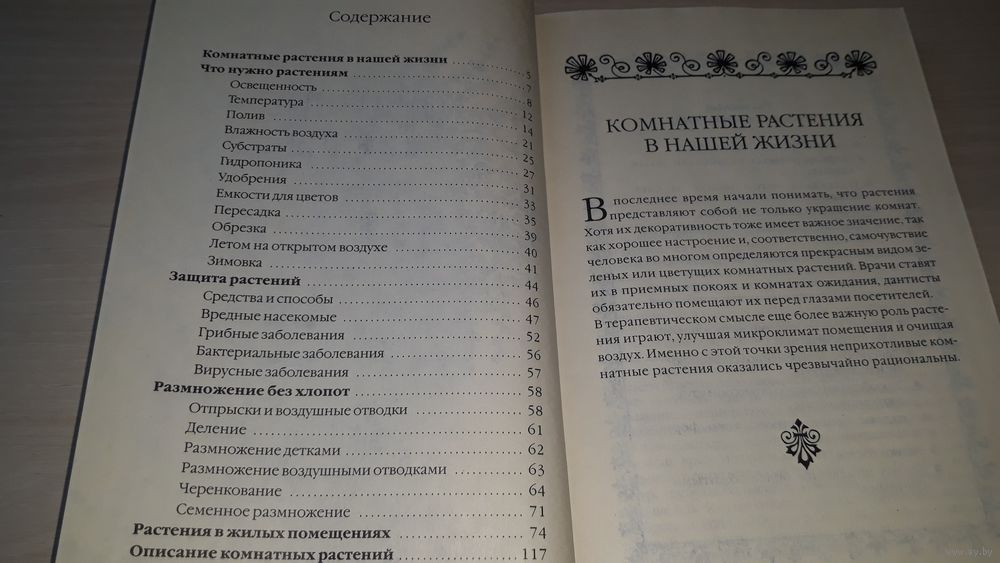 Содержание
Комнатные растения в нашей жизни ........ 5
Что нужно растениям ........ 7
Освещенность ........ 8
Температура ........ 12
Полив ........ 14
Влажность воздуха ........ 21
Субстраты ........ 25
Гидропоника ........ 27
Удобрения ........ 31
Емкости для цветов ........ 33
Пересадка ........ 35
Обрезка ........ 39
Летом на открытом воздухе ........ 40
Зимовка ........ 41
Защита растений ........ 44
Средства и способы ........ 46
Вредные насекомые ........ 47
Грибные заболевания ........ 52
Бактериальные заболевания ........ 56
Вирусные заболевания ........ 57
Размножение без хлопот ........ 58
Отпрыски и воздушные отводки ........ 58
Деление ........ 61
Размножение детками ........ 62
Размножение воздушными отводками ........ 63
Черенкование ........ 64
Семенное размножение ........ 71
Растения в жилых помещениях ........ 74
Описание комнатных растений ........ 117
КОМНАТНЫЕ РАСТЕНИЯ
В НАШЕЙ ЖИЗНИ
В последнее время начали понимать, что растения
представляют собой не только украшение комнат.
Хотя их декоративность тоже имеет важное значение, так
как хорошее настроение и, соответственно, самочувствие
человека во многом определяются прекрасным видом зе-
леных или цветущих комнатных растений. Врачи ставят
их в приемных покоях и комнатах ожидания, дантисты
обязательно помещают их перед глазами посетителей.
В терапевтическом смысле еще более важную роль расте-
ния играют, улучшая микроклимат помещения и очищая
воздух. Именно с этой точки зрения неприхотливые ком-
натные растения оказались чрезвычайно рациональны.
www.ay.by